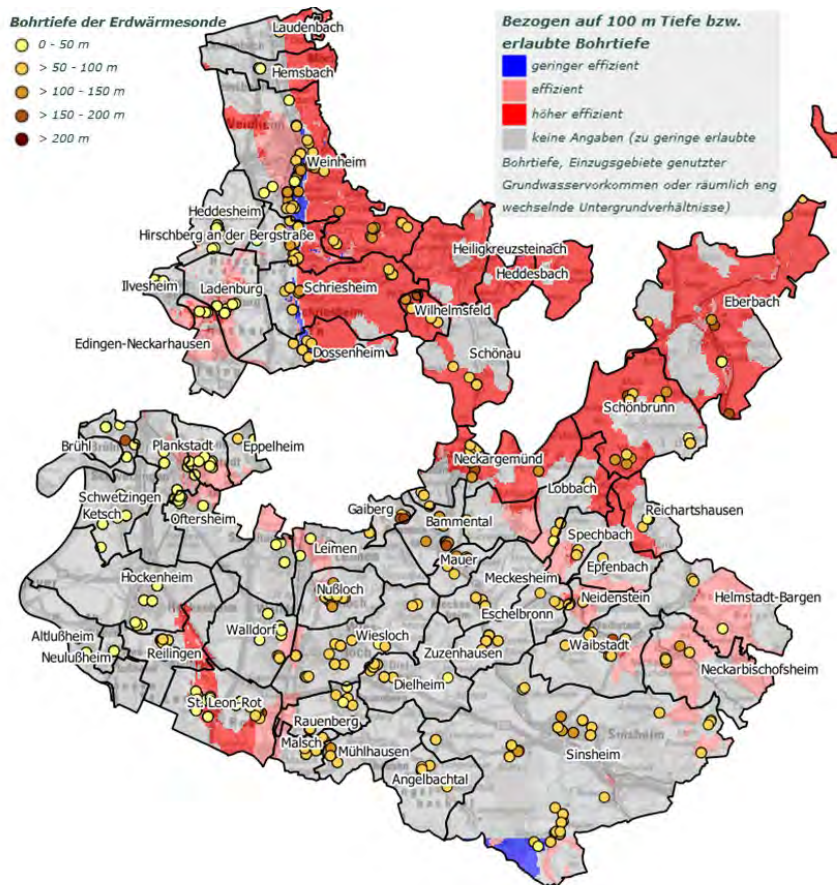 Bohrtiefe der Erdwärmesonde
0 - 50 m
> 50 - 100 m
> 100 - 150 m
> 150 - 200 m
> 200 m
Bezogen auf 100 m Tiefe bzw.
erlaubte Bohrtiefe
geringer effizient
effizient
höher effizient
keine Angaben (zu geringe erlaubte
Bohrtiefe, Einzugsgebiete genutzter
Grundwasservorkommen oder räumlich eng
wechselnde Untergrundverhältnisse)
Laudenbach
Hemsbach
Weinheim
Heddesheim
Hirschberg an der Bergstraße
Heiligkreuzsteinach
Heddesbach
Ilvesheim
Ladenburg
Schriesheim
Eberbach
Wilhelmsfeld
Edingen-Neckarhausen
Dossenheim
Schönau
Schönbrunn
Brühl
Plankstadt
Eppelheim
Neckargemünd
Schwetzingen
Lobbach
Ketsch
Oftersheim
Gaiberg
Bammental
Reichartshausen
Leimen
Spechbach
Mauer
Epfenbach
Hockenheim
Nußloch
Meckesheim
Neidenstein
Helmstadt-Bargen
Eschelbronn
Altlußheim
Walldorf
Wiesloch
Neulußheim
Reilingen
Zuzenhausen
Waibstadt
Neckarbischofsheim
Dielheim
St. Leon-Rot
Rauenberg
Malsch
Mühlhausen
Sinsheim
Angelbachtal